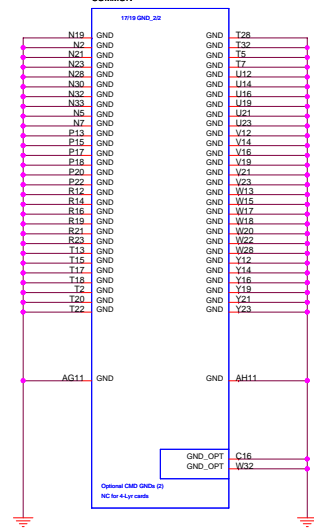 COMMON
17/19 GND_2/2
N19 GND GND T28
N2 GND GND T32
N21 GND GND T5
N23 GND GND T7
N28 GND GND U12
N30 GND GND U14
N32 GND GND U16
N33 GND GND U19
N5 GND GND U21
N7 GND GND U23
P13 GND GND V12
P15 GND GND V14
P17 GND GND V16
P18 GND GND V19
P20 GND GND V21
P22 GND GND V23
R12 GND GND W13
R14 GND GND W15
R16 GND GND W17
R19 GND GND W18
R21 GND GND W20
R23 GND GND W22
T13 GND GND W28
T15 GND GND Y12
T17 GND GND Y14
T18 GND GND Y16
T2 GND GND Y19
T20 GND GND Y21
T22 GND GND Y23
AG11 GND GND AH11
GND_OPT C16
GND_OPT W32
Optional CMD GNDs (2)
NC for 4-Lyr cards